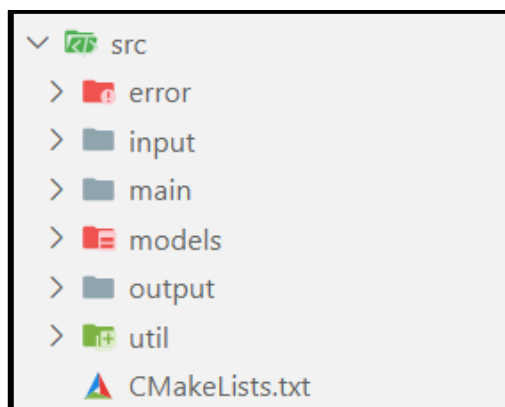 src
error
input
main
models
output
util
CMakeLists.txt